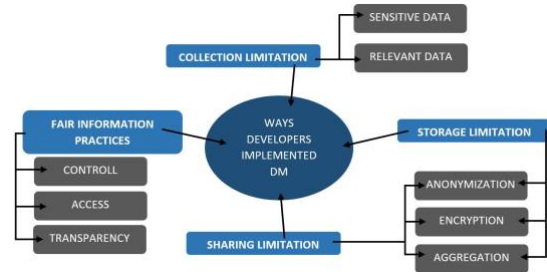 SENSITIVE DATA
COLLECTION LIMITATION
RELEVANT DATA
FAIR INFORMATION
PRACTICES
WAYS
DEVELOPERS
IMPLEMENTED
DM
STORAGE LIMITATION
CONTROLL
ACCESS
TRANSPARENCY
ANONYMIZATION
ENCRYPTION
SHARING LIMITATION
AGGREGATION